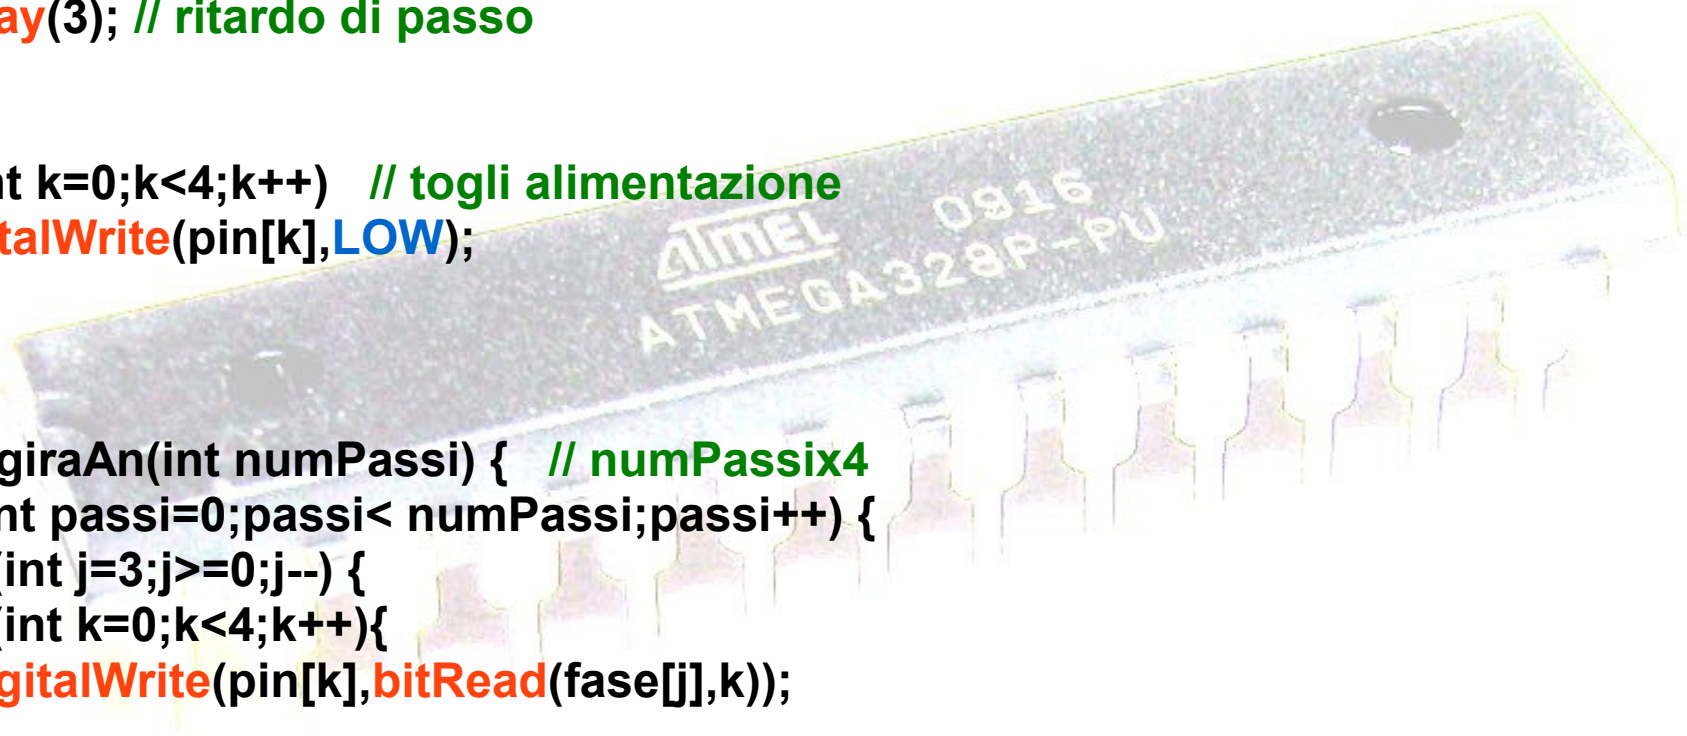 ay(3); // ritardo di passo
t k=0;k<4;k++) // togli alimentazione
talWrite(pin[k],LOW);
ATMEL 0916
ATMEGA328P-PU
giraAn(int numPassi) { // numPassix4
nt passi=0;passi< numPassi;passi++) {
(int j=3;j>=0;j--) {
(int k=0;k<4;k++){
gitalWrite(pin[k],bitRead(fase[j],k));